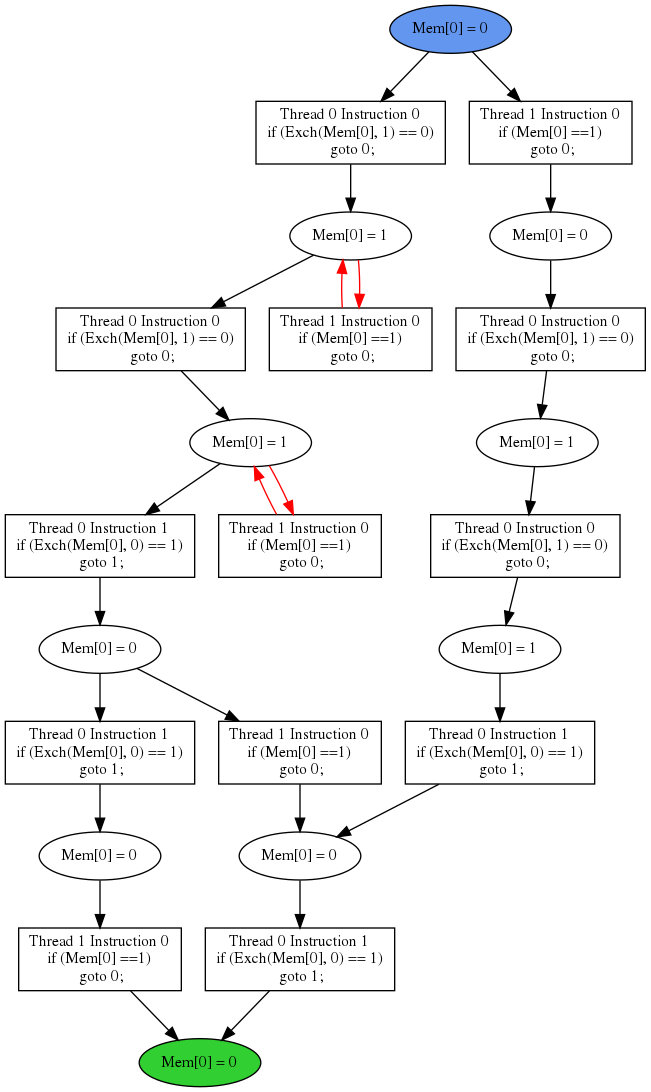 Mem[0] = 0
Thread 0 Instruction 0
if (Exch(Mem[0], 1) == 0)
goto 0;
Thread 1 Instruction 0
if (Mem[0] ==1)
goto 0;
Mem[0] = 1
Mem[0] = 0
Thread 0 Instruction 0
if (Exch(Mem[0], 1) == 0)
goto 0;
Thread 1 Instruction 0
if (Mem[0] ==1)
goto 0;
Thread 0 Instruction 0
if (Exch(Mem[0], 1) == 0)
goto 0;
Mem[0] = 1
Mem[0] = 1
Thread 0 Instruction 1
if (Exch(Mem[0], 0) == 1)
goto 1;
Thread 1 Instruction 0
if (Mem[0] ==1)
goto 0;
Thread 0 Instruction 0
if (Exch(Mem[0], 1) == 0)
goto 0;
Mem[0] = 0
Mem[0] = 1
Thread 0 Instruction 1
if (Exch(Mem[0], 0) == 1)
goto 1;
Thread 1 Instruction 0
if (Mem[0] ==1)
goto 0;
Thread 0 Instruction 1
if (Exch(Mem[0], 0) == 1)
goto 1;
Mem[0] = 0
Mem[0] = 0
Thread 1 Instruction 0
if (Mem[0] ==1)
goto 0;
Thread 0 Instruction 1
if (Exch(Mem[0], 0) == 1)
goto 1;
Mem[0] = 0